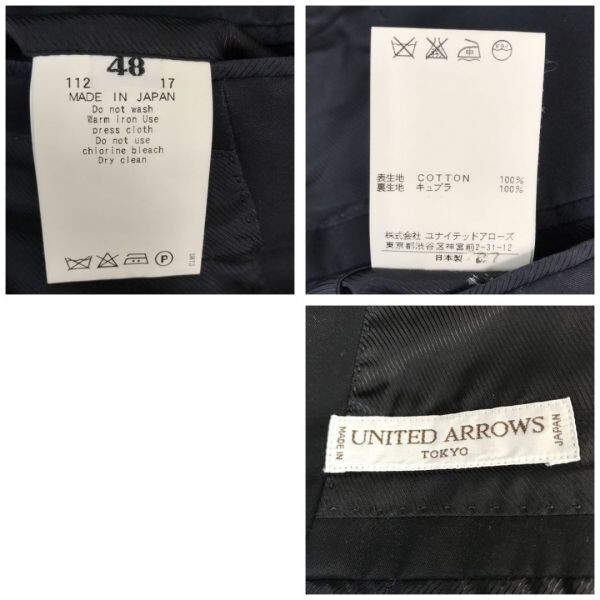 48
112 17
MADE IN JAPAN
Do not wash
Warm iron Use
press cloth
Do not use
chlorine bleach
Dry clean
P
表生地 COTTON 100%
裏生地 キュプラ 100%
株式会社 ユナイテッドアローズ
東京都渋谷区神宮前2-31-12
日本製
MADE IN
UNITED ARROWS
TOKYO
JAPAN